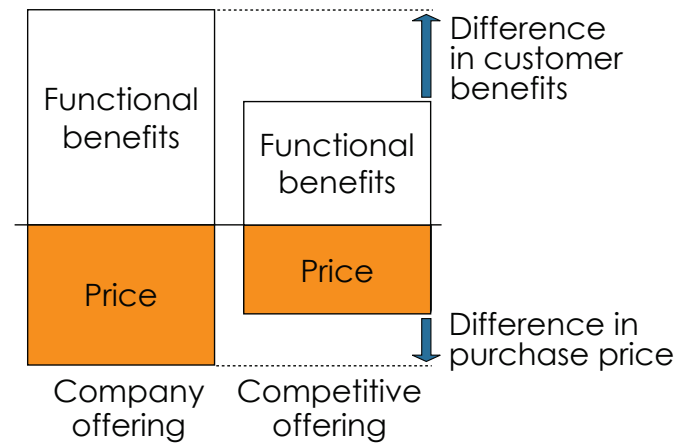 Difference
in customer
benefits
Functional
benefits
Functional
benefits
Price
Price
Difference in
purchase price
Company
offering
Competitive
offering